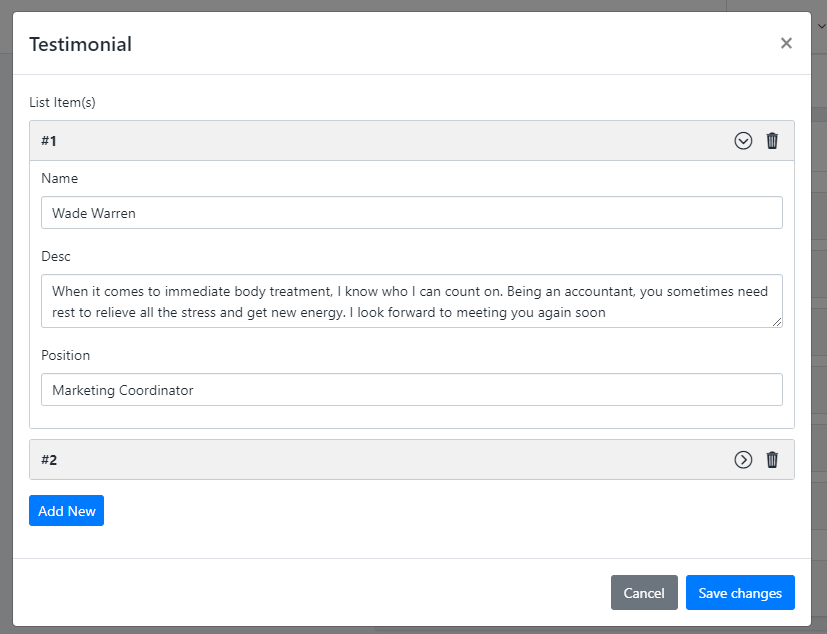 Testimonial
List Item(s)
#1
Name
Wade Warren
Desc
When it comes to immediate body treatment, I know who I can count on. Being an accountant, you sometimes need
rest to relieve all the stress and get new energy. I look forward to meeting you again soon
Position
Marketing Coordinator
#2
Add New
Cancel Save changes